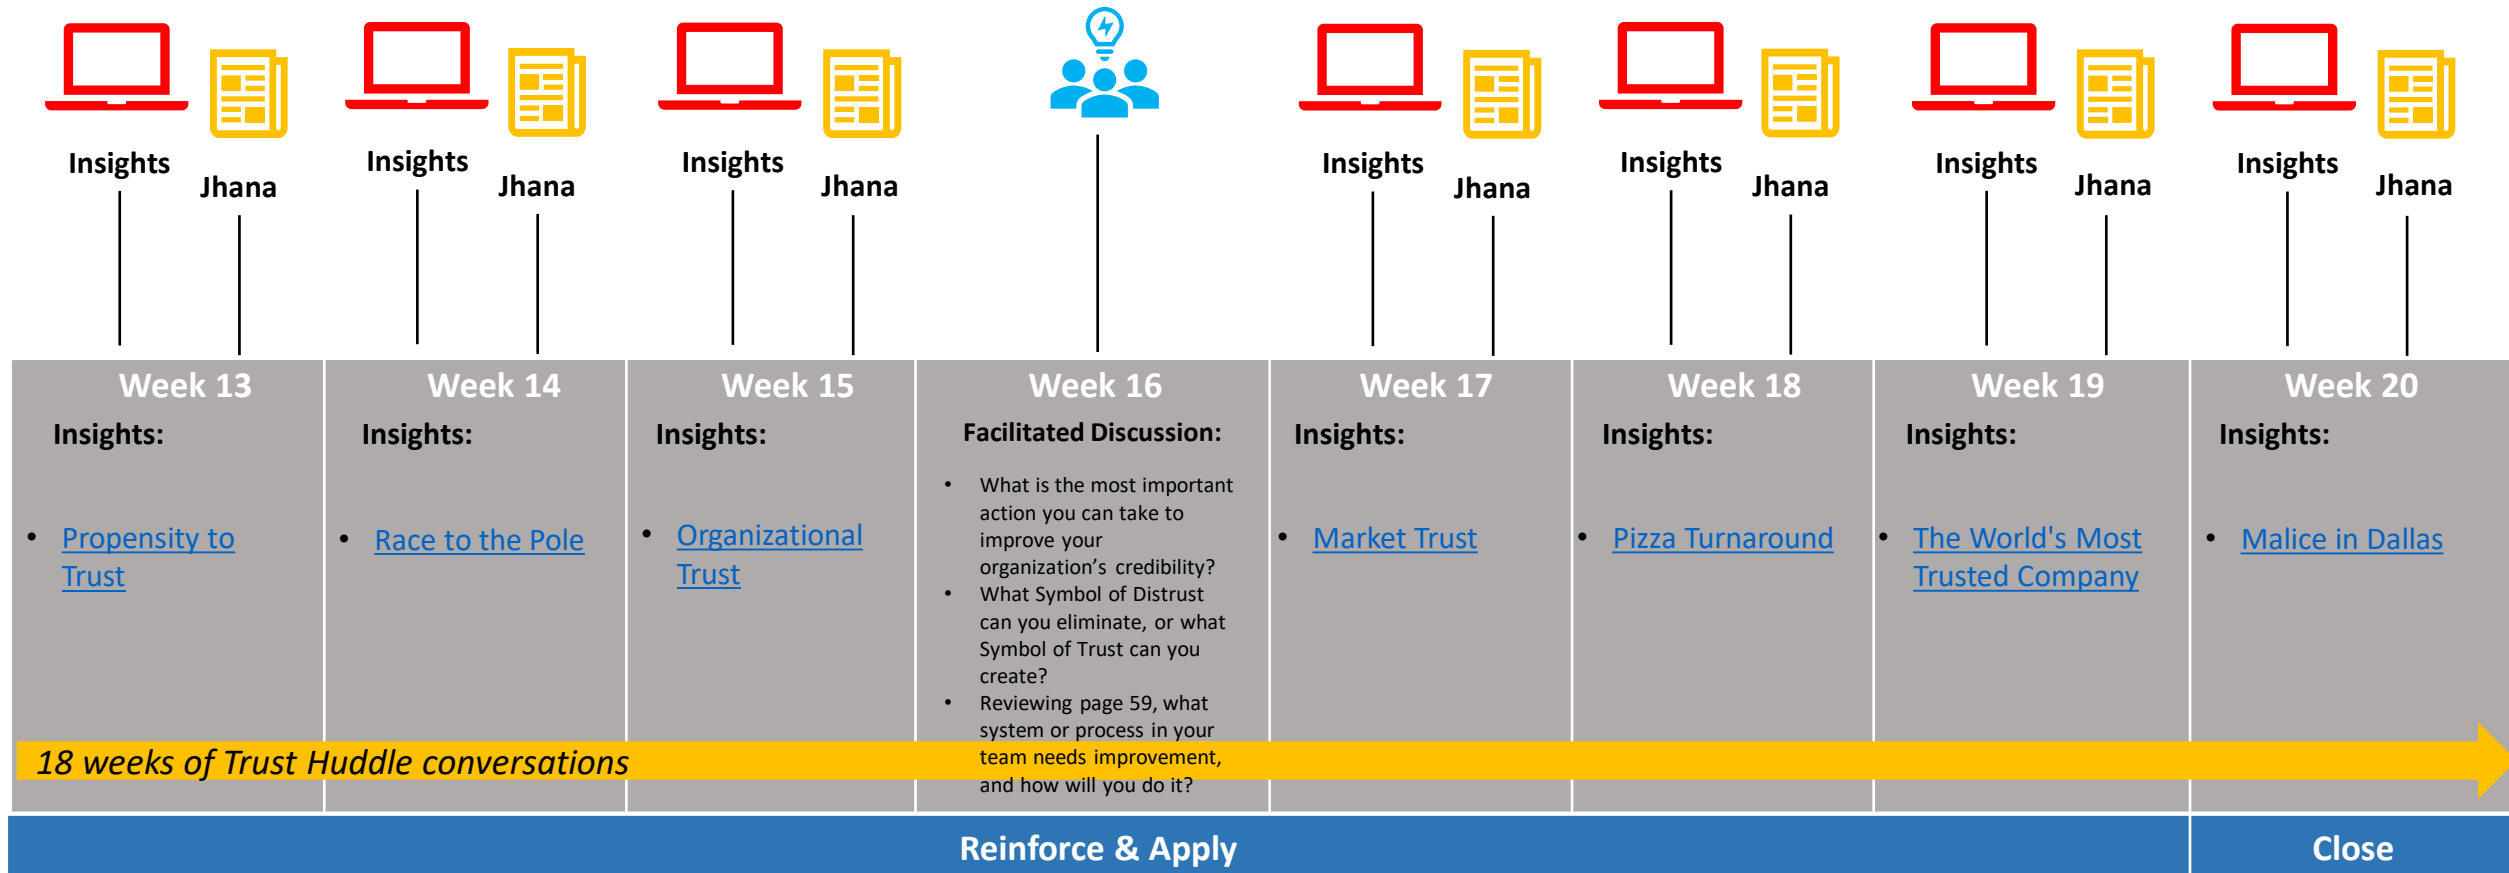 Insights
Jhana
Insights
Jhana
Insights
Jhana
Insights
Jhana
Insights
Jhana
Insights
Jhana
Insights
Jhana
Week 13
Insights:
• Propensity to
Trust
Week 14
Insights:
• Race to the Pole
Week 15
Insights:
• Organizational
Trust
Week 16
Facilitated Discussion:
• What is the most important
action you can take to
improve your
organization’s credibility?
• What Symbol of Distrust
can you eliminate, or what
Symbol of Trust can you
create?
• Reviewing page 59, what
system or process in your
team needs improvement,
and how will you do it?
Week 17
Insights:
• Market Trust
Week 18
Insights:
• Pizza Turnaround
Week 19
Insights:
• The World's Most
Trusted Company
Week 20
Insights:
• Malice in Dallas
18 weeks of Trust Huddle conversations
Reinforce & Apply
Close